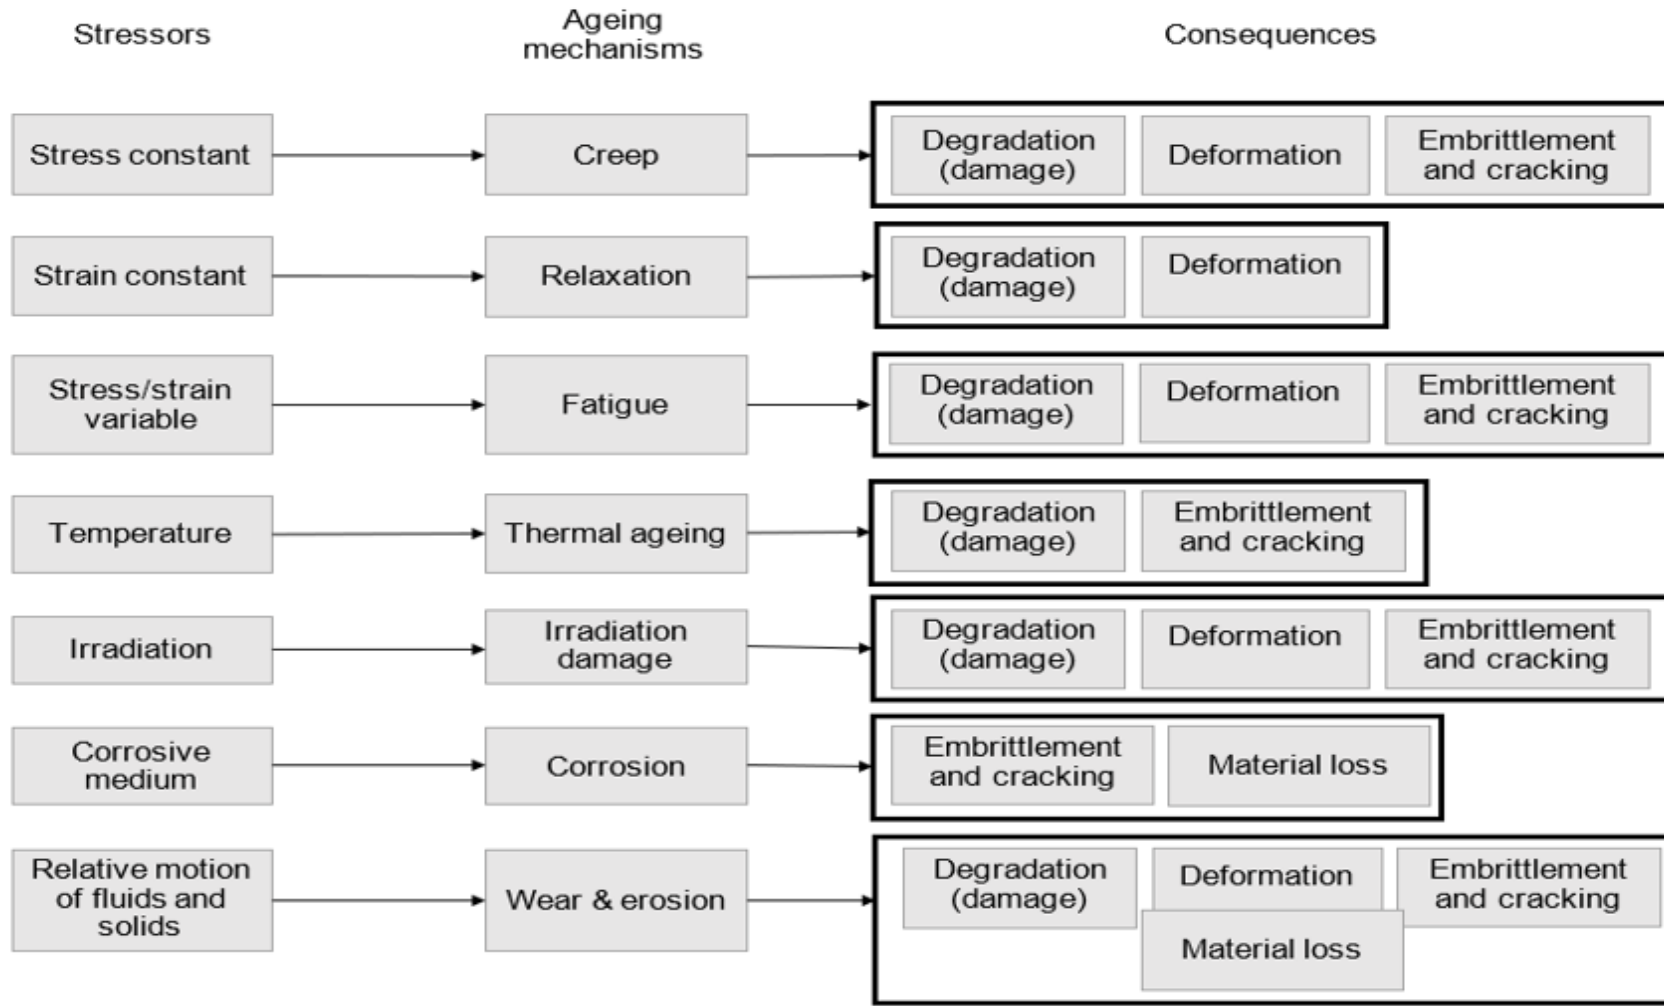 Stressors
Ageing
mechanisms
Consequences
Stress constant
Creep
Degradation
(damage)
Deformation
Embrittlement
and cracking
Strain constant
Relaxation
Degradation
(damage)
Deformation
Stress/strain
variable
Fatigue
Degradation
(damage)
Deformation
Embrittlement
and cracking
Temperature
Thermal ageing
Degradation
(damage)
Embrittlement
and cracking
Irradiation
Irradiation
damage
Degradation
(damage)
Deformation
Embrittlement
and cracking
Corrosive
medium
Corrosion
Embrittlement
and cracking
Material loss
Relative motion
of fluids and
solids
Wear & erosion
Degradation
(damage)
Deformation
Embrittlement
and cracking
Material loss